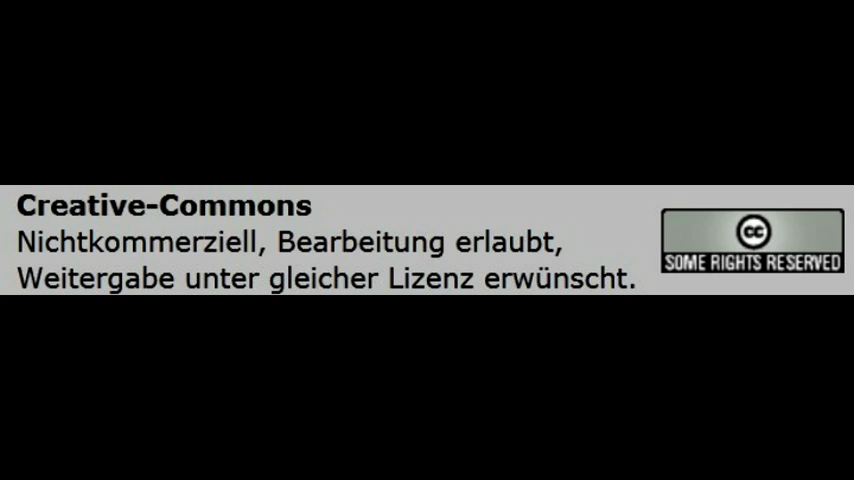 Creative-Commons
Nichtkommerziell, Bearbeitung erlaubt,
Weitergabe unter gleicher Lizenz erwünscht.
cc
SOME RIGHTS RESERVED